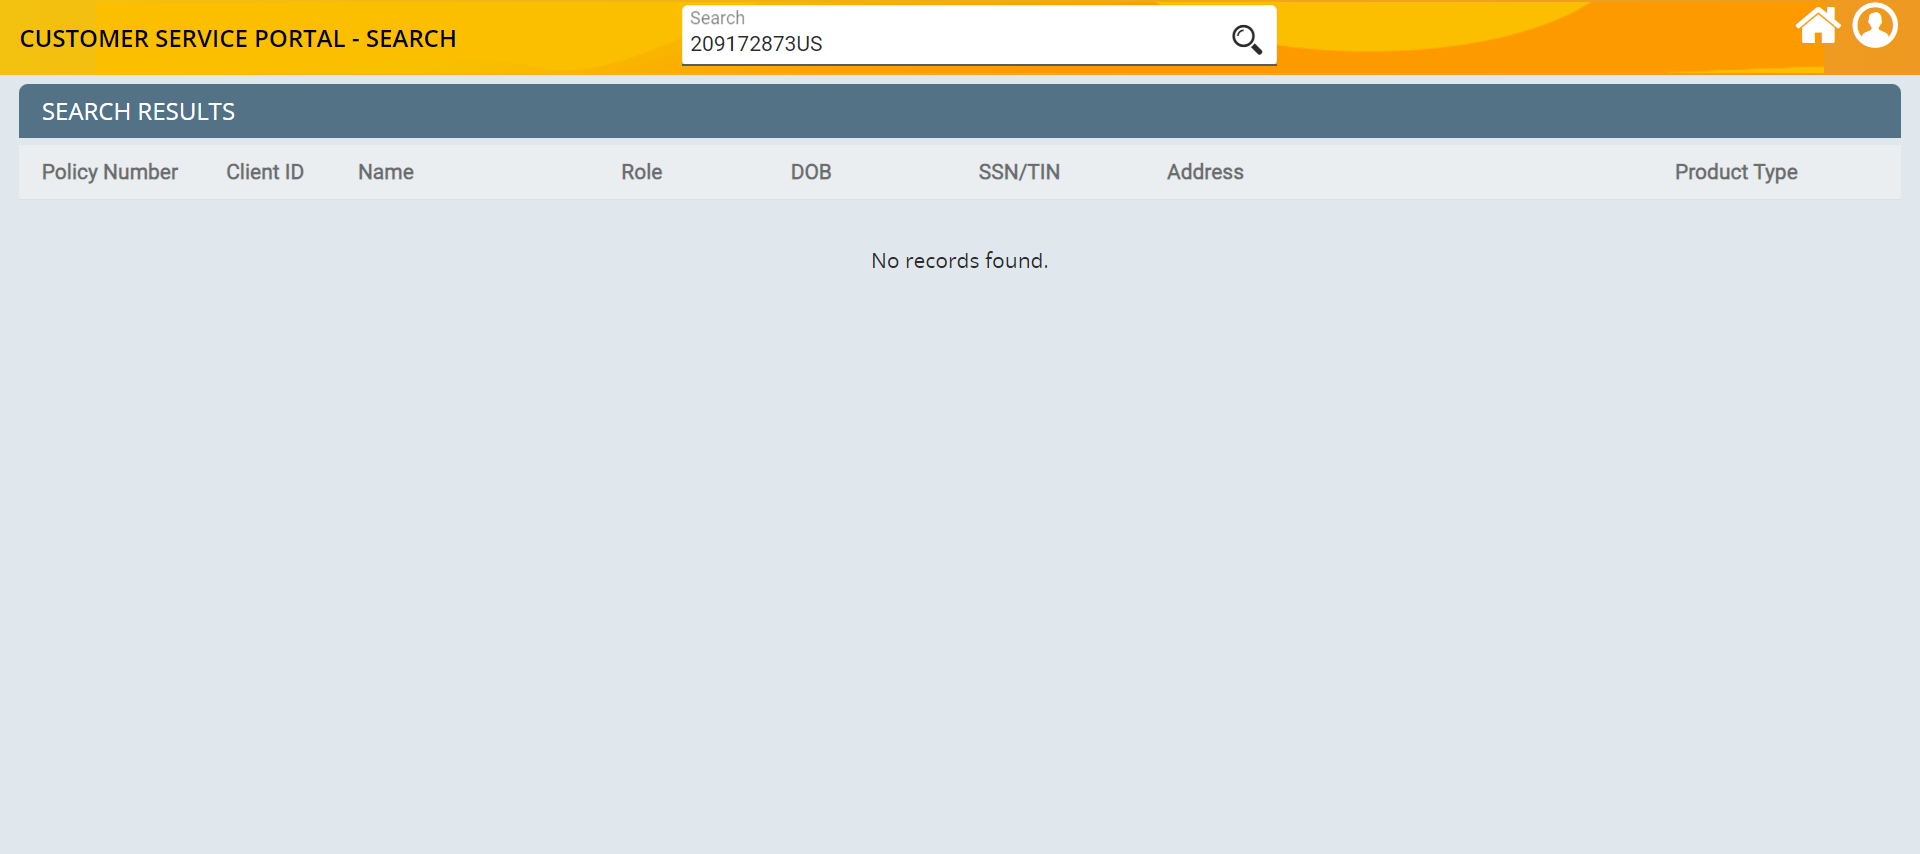 CUSTOMER SERVICE PORTAL - SEARCH
Search
209172873US
SEARCH RESULTS
Policy Number Client ID Name Role DOB SSN/TIN Address Product Type
No records found.